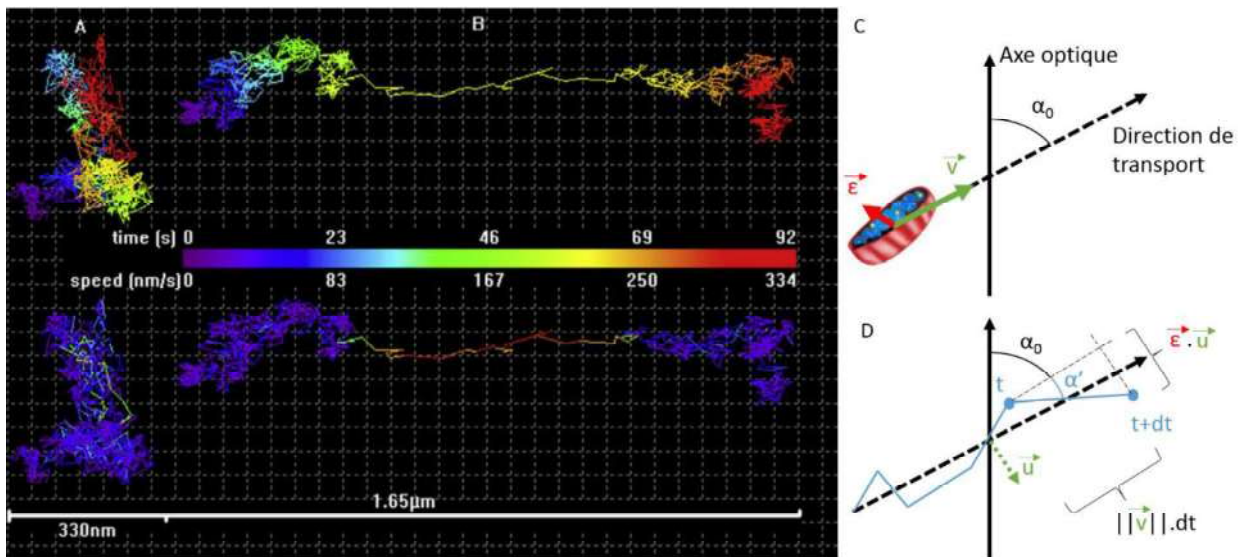 A
B
time (s) 0 23 46 69 92
speed (nm/s) 0 83 167 250 334
1.65µm
330nm
C
Axe optique
α₀
Direction de
transport
v
ε
D
α₀
ε . u
t
α'
t+dt
u
||v||.dt